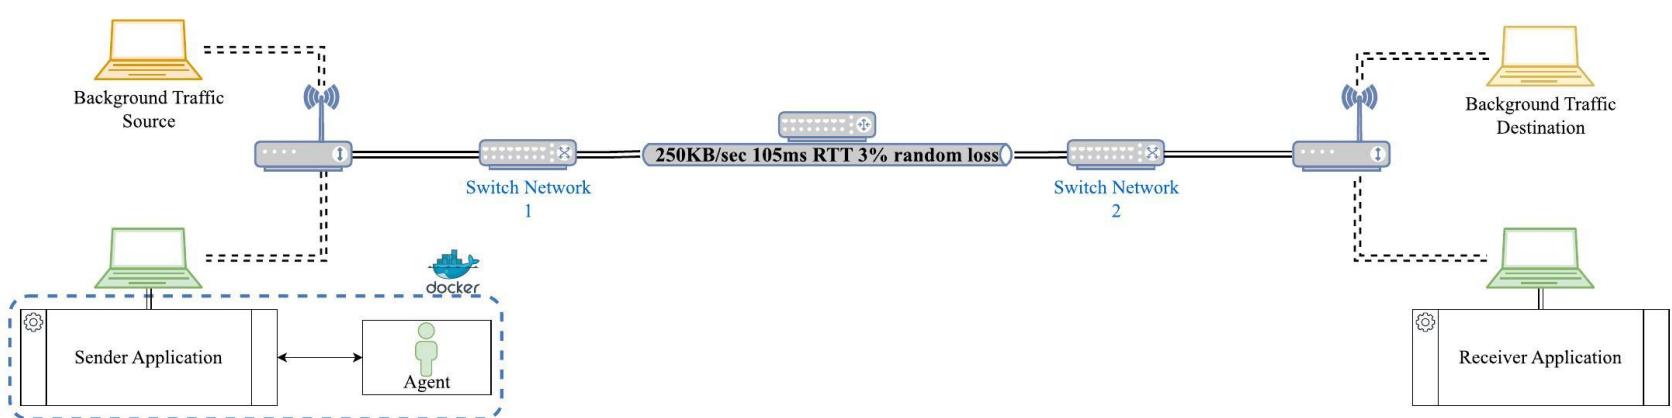 Background Traffic
Source
Background Traffic
Destination
250KB/sec 105ms RTT 3% random loss
Switch Network
1
Switch Network
2
docker
Sender Application
Agent
Receiver Application